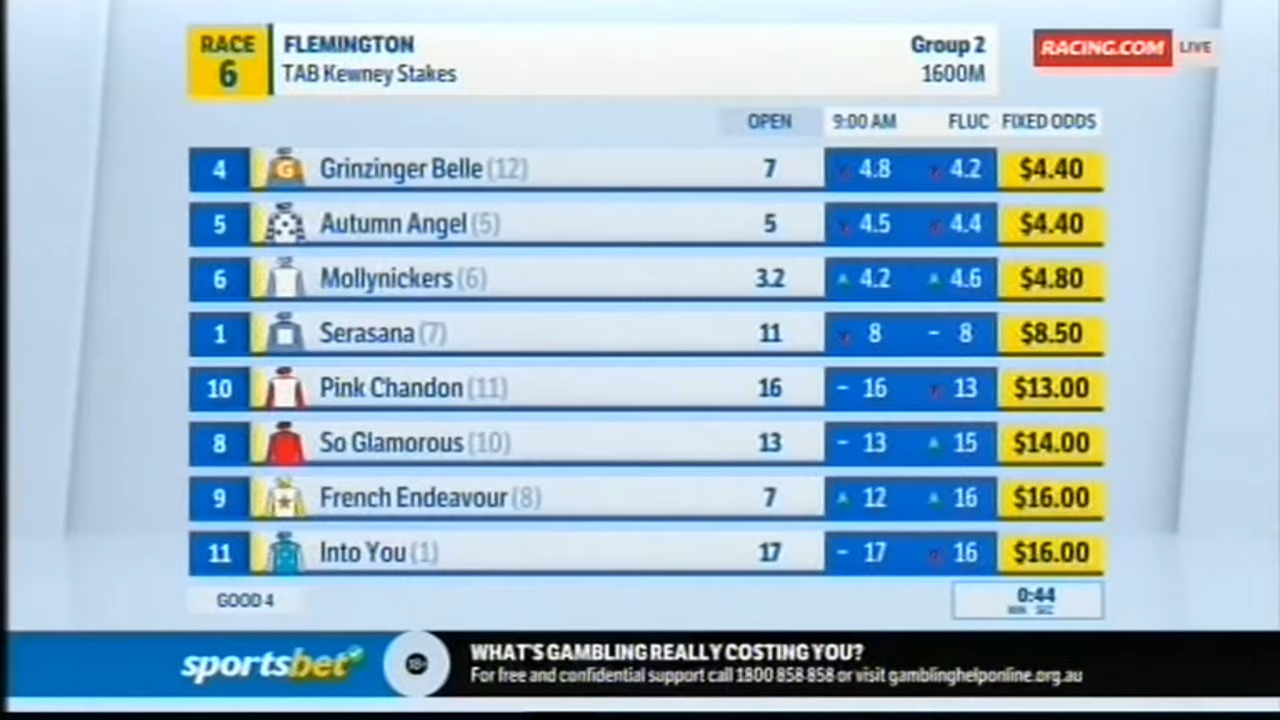 RACE 6
FLEMINGTON
Group 2
TAB Kewney Stakes
1600M
RACING.COM LIVE
OPEN 9:00 AM FLUC FIXED ODDS
4 G Grinzinger Belle (12) 7 4.8 4.2 $4.40
5 Autumn Angel (5) 5 4.5 4.4 $4.40
6 Mollynickers (6) 3.2 4.2 4.6 $4.80
1 Serasana (7) 11 8 - 8 $8.50
10 Pink Chandon (11) 16 - 16 13 $13.00
8 So Glamorous (10) 13 - 13 15 $14.00
9 French Endeavour (8) 7 12 16 $16.00
11 Into You (1) 17 - 17 16 $16.00
GOOD 4
0:44
MIN SEC
sportsbet
18+
WHAT'S GAMBLING REALLY COSTING YOU?
For free and confidential support call 1800 858 858 or visit gamblinghelponline.org.au